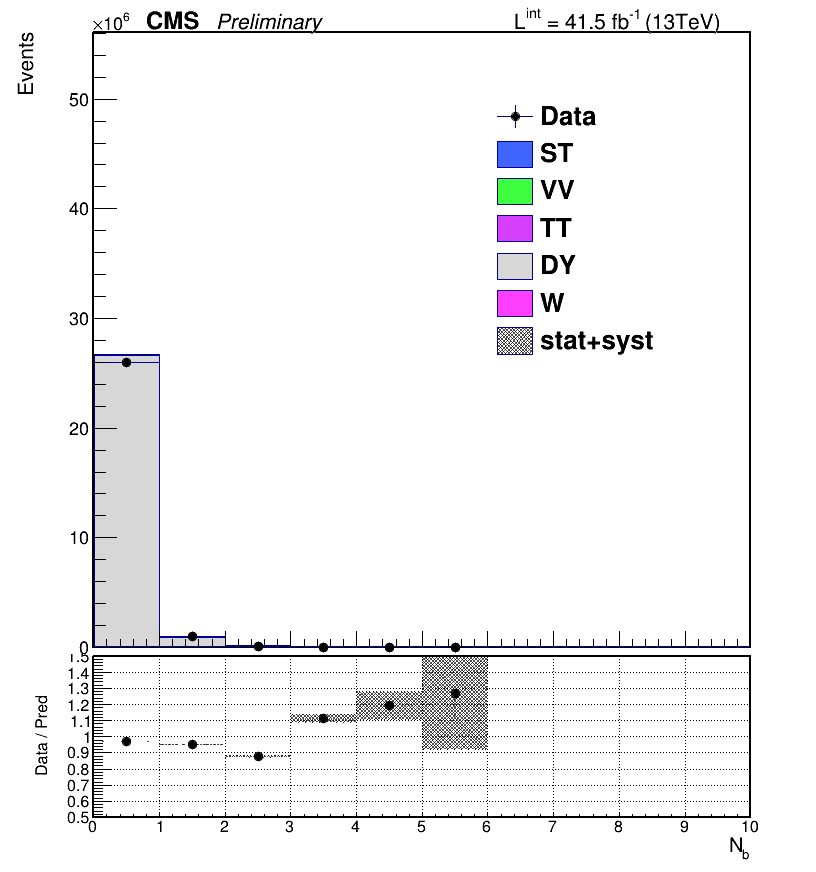 ×10⁶ CMS Preliminary L^int = 41.5 fb⁻¹ (13TeV)
Events
50
40
30
20
10
0
Data
ST
VV
TT
DY
W
stat+syst
Data / Pred
1.5
1.4
1.3
1.2
1.1
1
0.9
0.8
0.7
0.6
0.5
0 1 2 3 4 5 6 7 8 9 10
N_b